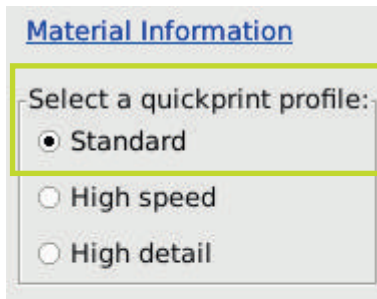 Material Information
Select a quickprint profile:
Standard
High speed
High detail